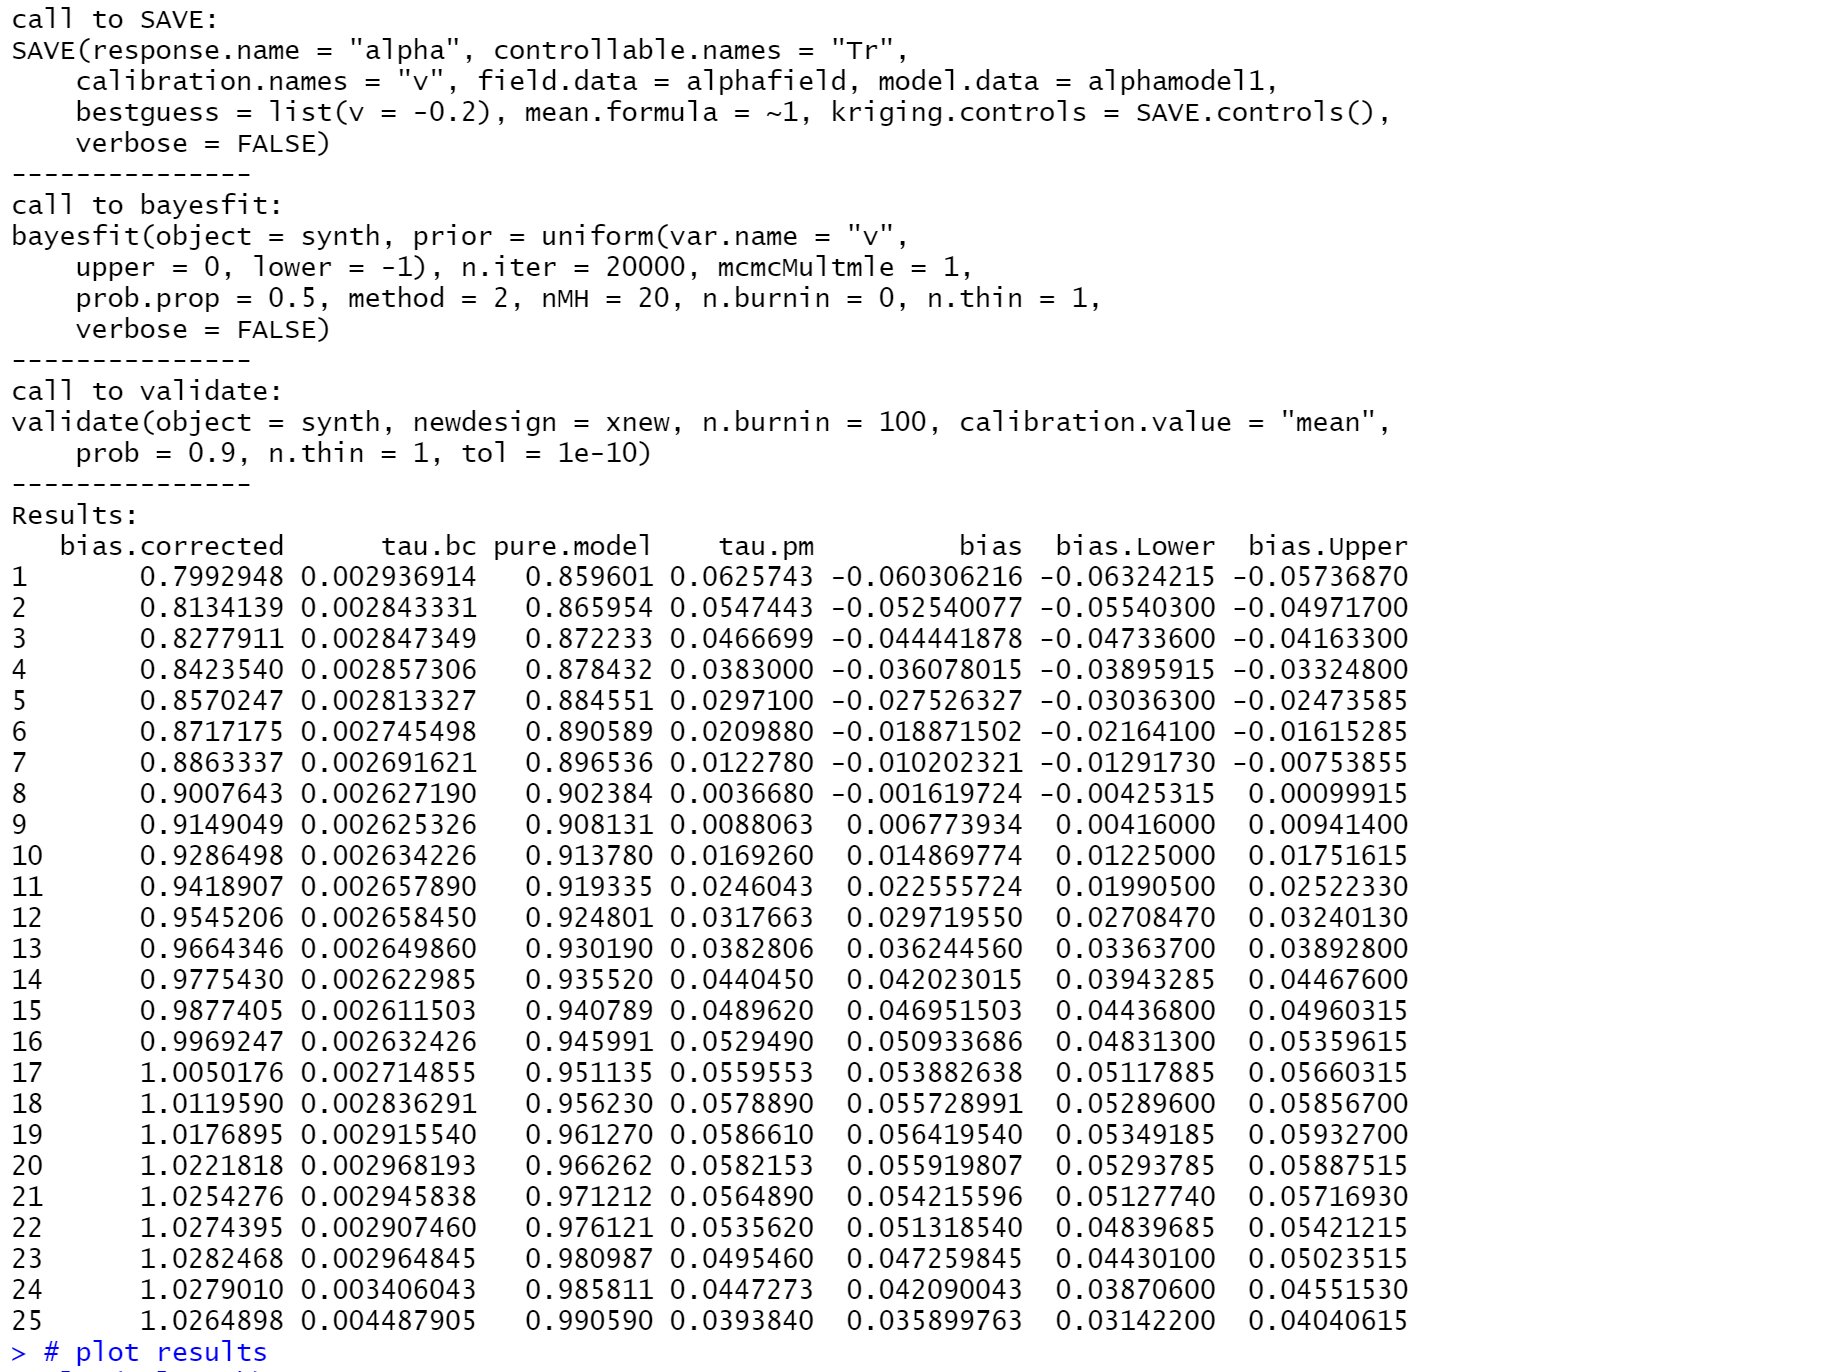 call to SAVE:
SAVE(response.name = "alpha", controllable.names = "Tr",
    calibration.names = "v", field.data = alphafield, model.data = alphamodel1,
    bestguess = list(v = -0.2), mean.formula = ~1, kriging.controls = SAVE.controls(),
    verbose = FALSE)
---------------
call to bayesfit:
bayesfit(object = synth, prior = uniform(var.name = "v",
    upper = 0, lower = -1), n.iter = 20000, mcmcMultmle = 1,
    prob.prop = 0.5, method = 2, nMH = 20, n.burnin = 0, n.thin = 1,
    verbose = FALSE)
---------------
call to validate:
validate(object = synth, newdesign = xnew, n.burnin = 100, calibration.value = "mean",
    prob = 0.9, n.thin = 1, tol = 1e-10)
---------------
Results:
   bias.corrected      tau.bc pure.model    tau.pm         bias  bias.Lower  bias.Upper
1       0.7992948 0.002936914   0.859601 0.0625743 -0.060306216 -0.06324215 -0.05736870
2       0.8134139 0.002843331   0.865954 0.0547443 -0.052540077 -0.05540300 -0.04971700
3       0.8277911 0.002847349   0.872233 0.0466699 -0.044441878 -0.04733600 -0.04163300
4       0.8423540 0.002857306   0.878432 0.0383000 -0.036078015 -0.03895915 -0.03324800
5       0.8570247 0.002813327   0.884551 0.0297100 -0.027526327 -0.03036300 -0.02473585
6       0.8717175 0.002745498   0.890589 0.0209880 -0.018871502 -0.02164100 -0.01615285
7       0.8863337 0.002691621   0.896536 0.0122780 -0.010202321 -0.01291730 -0.00753855
8       0.9007643 0.002627190   0.902384 0.0036680 -0.001619724 -0.00425315  0.00099915
9       0.9149049 0.002625326   0.908131 0.0088063  0.006773934  0.00416000  0.00941400
10      0.9286498 0.002634226   0.913780 0.0169260  0.014869774  0.01225000  0.01751615
11      0.9418907 0.002657890   0.919335 0.0246043  0.022555724  0.01990500  0.02522330
12      0.9545206 0.002658450   0.924801 0.0317663  0.029719550  0.02708470  0.03240130
13      0.9664346 0.002649860   0.930190 0.0382806  0.036244560  0.03363700  0.03892800
14      0.9775430 0.002622985   0.935520 0.0440450  0.042023015  0.03943285  0.04467600
15      0.9877405 0.002611503   0.940789 0.0489620  0.046951503  0.04436800  0.04960315
16      0.9969247 0.002632426   0.945991 0.0529490  0.050933686  0.04831300  0.05359615
17      1.0050176 0.002714855   0.951135 0.0559553  0.053882638  0.05117885  0.05660315
18      1.0119590 0.002836291   0.956230 0.0578890  0.055728991  0.05289600  0.05856700
19      1.0176895 0.002915540   0.961270 0.0586610  0.056419540  0.05349185  0.05932700
20      1.0221818 0.002968193   0.966262 0.0582153  0.055919807  0.05293785  0.05887515
21      1.0254276 0.002945838   0.971212 0.0564890  0.054215596  0.05127740  0.05716930
22      1.0274395 0.002907460   0.976121 0.0535620  0.051318540  0.04839685  0.05421215
23      1.0282468 0.002964845   0.980987 0.0495460  0.047259845  0.04430100  0.05023515
24      1.0279010 0.003406043   0.985811 0.0447273  0.042090043  0.03870600  0.04551530
25      1.0264898 0.004487905   0.990590 0.0393840  0.035899763  0.03142200  0.04040615
> # plot results